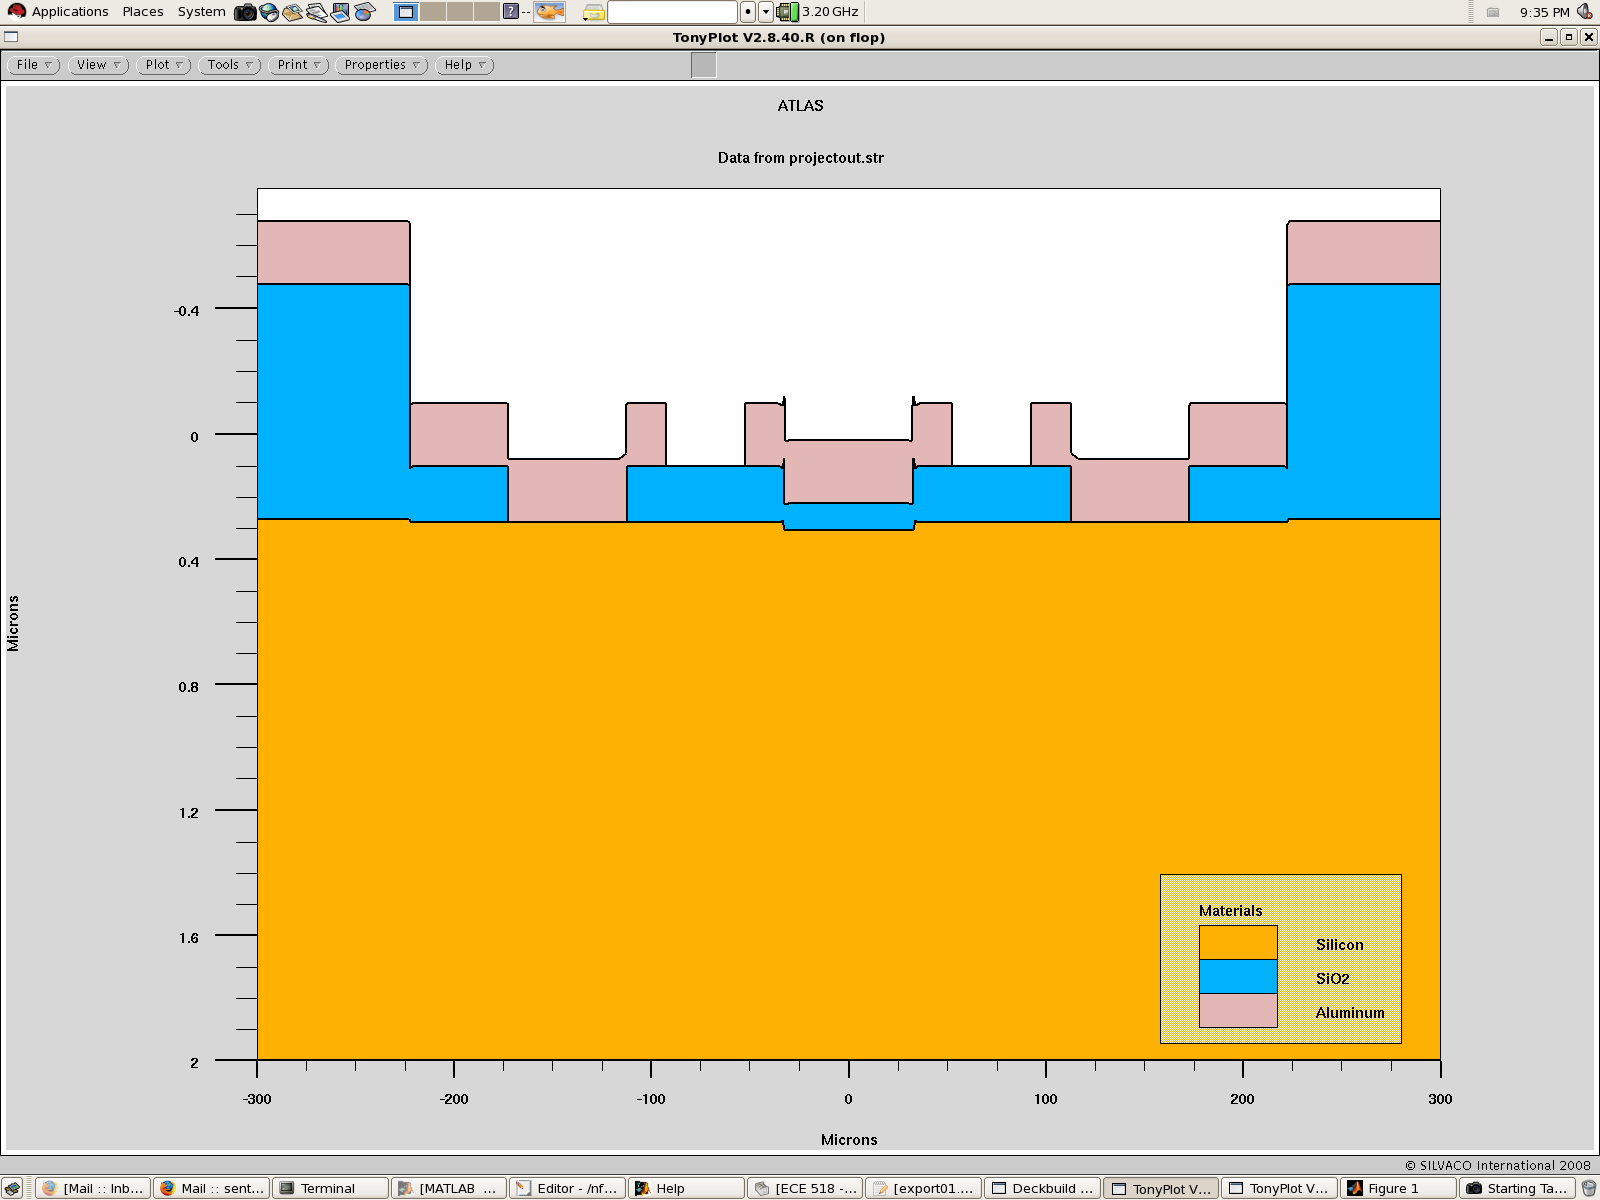 Applications Places System 3.20 GHz 9:35 PM
TonyPlot V2.8.40.R (on flop)
File View Plot Tools Print Properties Help
ATLAS
Data from projectout.str
-0.4
0
0.4
0.8
1.2
1.6
2
Microns
Materials
Silicon
SiO2
Aluminum
-300 -200 -100 0 100 200 300
Microns
© SILVACO International 2008
[Mail :: Inb... Mail :: sent... Terminal [MATLAB ... Editor - /nf... Help [ECE 518 -... [export01.... Deckbuild ... TonyPlot V... TonyPlot V... Figure 1 Starting Ta...